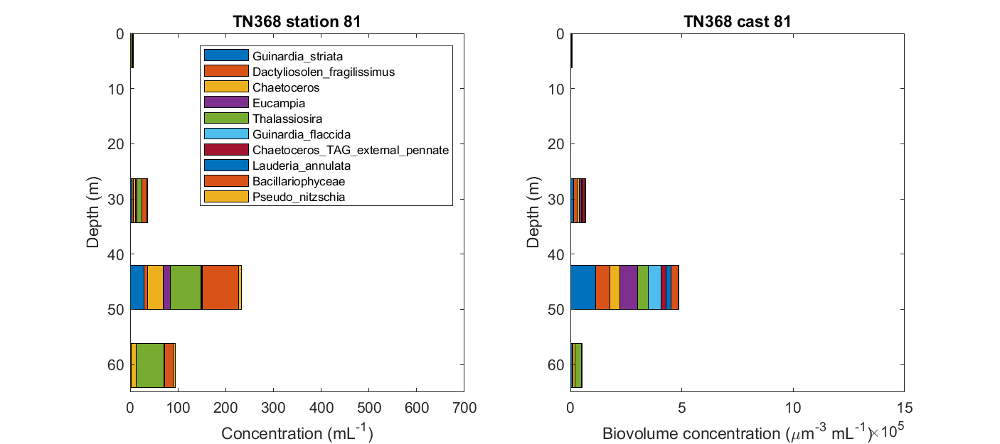 TN368 station 81
0
10
20
30
40
50
60
Depth (m)
Guinardia_striata
Dactyliosolen_fragilissimus
Chaetoceros
Eucampia
Thalassiosira
Guinardia_flaccida
Chaetoceros_TAG_external_pennate
Lauderia_annulata
Bacillariophyceae
Pseudo_nitzschia
0 100 200 300 400 500 600 700
Concentration (mL⁻¹)
TN368 cast 81
0
10
20
30
40
50
60
Depth (m)
0 5 10 15
Biovolume concentration (μm⁻³ mL⁻¹)
×10⁵